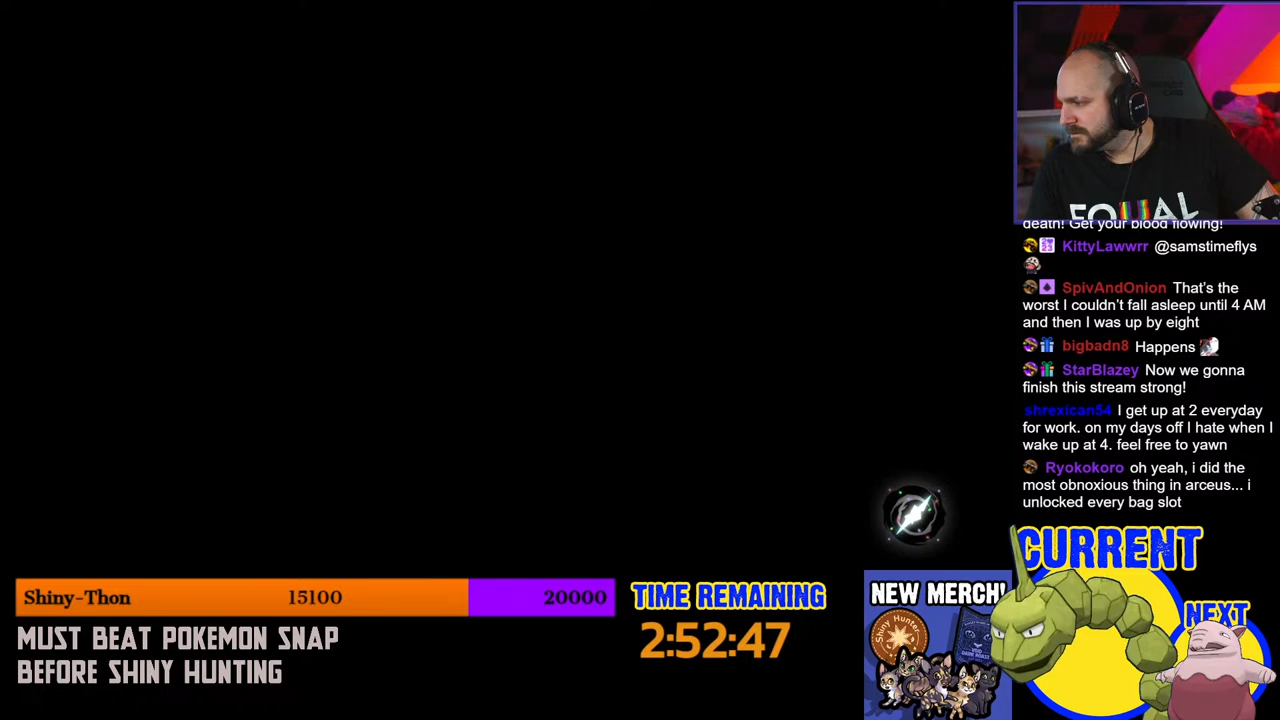 EQUAL
death! Get your blood flowing!
KittyLawwrr @samstimeflys
SpivAndOnion That's the
worst I couldn't fall asleep until 4 AM
and then I was up by eight
bigbadn8 Happens
StarBlazey Now we gonna
finish this stream strong!
shrexican54 I get up at 2 everyday
for work. on my days off I hate when I
wake up at 4. feel free to yawn
Ryokokoro oh yeah, i did the
most obnoxious thing in arceus... i
unlocked every bag slot
CURRENT
NEXT
NEW MERCH!
Shiny Hunter
TIME REMAINING
2:52:47
Shiny-Thon 15100 20000
MUST BEAT POKEMON SNAP
BEFORE SHINY HUNTING